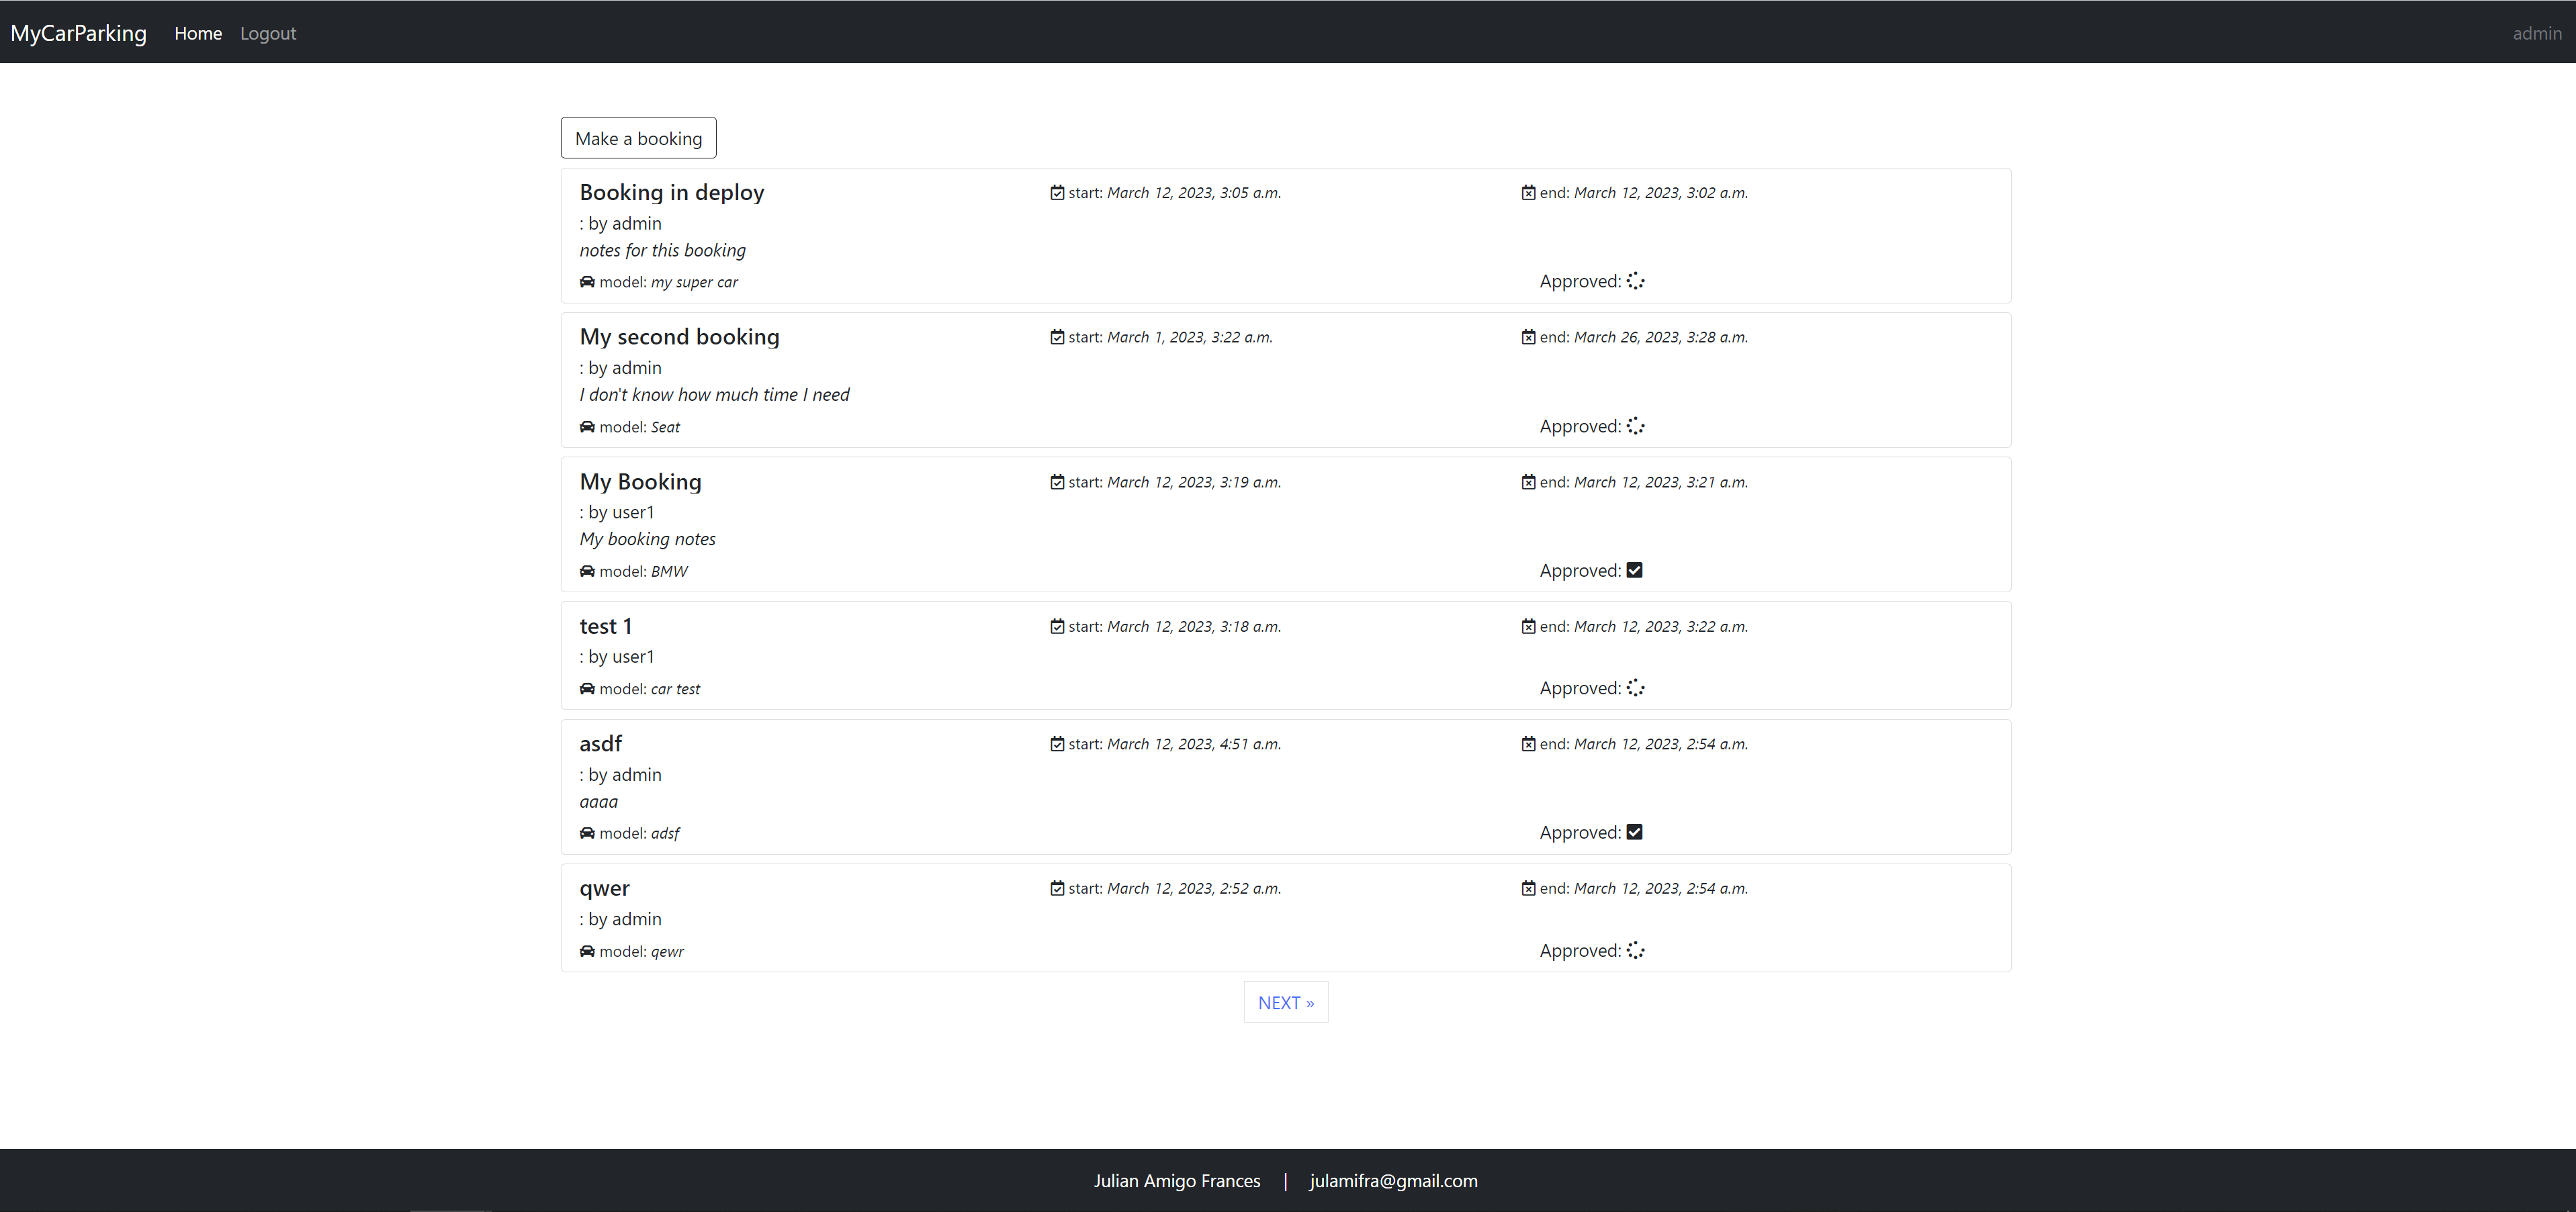 MyCarParking Home Logout admin
Make a booking
Booking in deploy start: March 12, 2023, 3:05 a.m. end: March 12, 2023, 3:02 a.m.
: by admin
notes for this booking
model: my super car Approved:
My second booking start: March 1, 2023, 3:22 a.m. end: March 26, 2023, 3:28 a.m.
: by admin
I don't know how much time I need
model: Seat Approved:
My Booking start: March 12, 2023, 3:19 a.m. end: March 12, 2023, 3:21 a.m.
: by user1
My booking notes
model: BMW Approved:
test 1 start: March 12, 2023, 3:18 a.m. end: March 12, 2023, 3:22 a.m.
: by user1
model: car test Approved:
asdf start: March 12, 2023, 4:51 a.m. end: March 12, 2023, 2:54 a.m.
: by admin
aaaa
model: adsf Approved:
qwer start: March 12, 2023, 2:52 a.m. end: March 12, 2023, 2:54 a.m.
: by admin
model: qewr Approved:
NEXT »
Julian Amigo Frances | julamifra@gmail.com